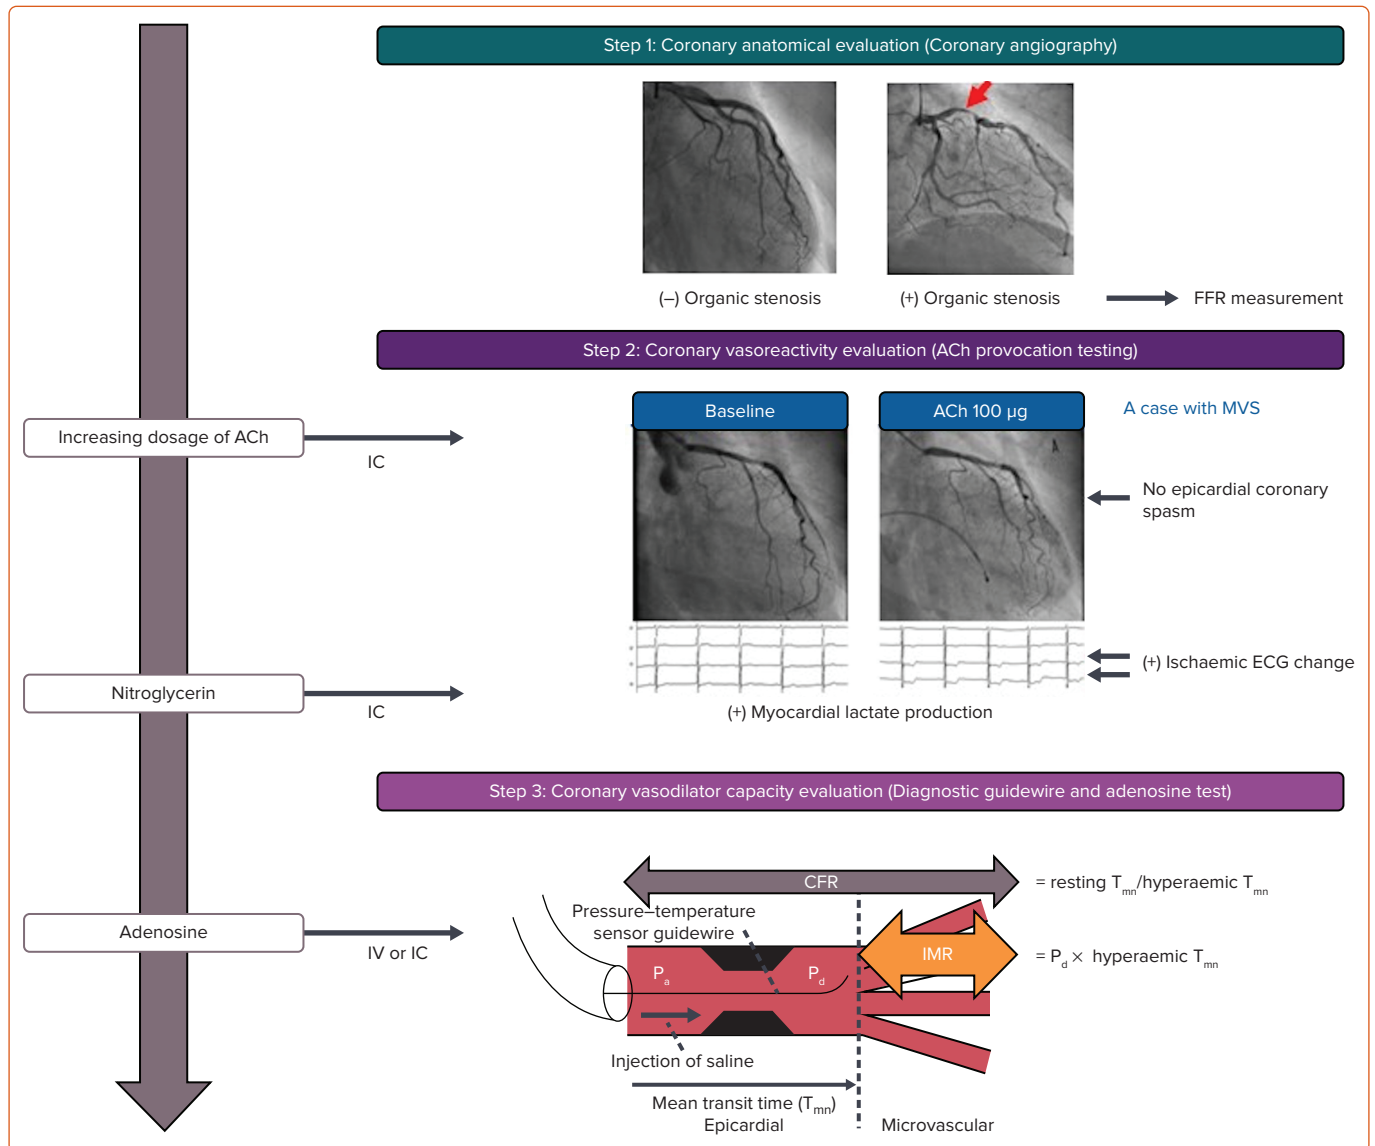 Step 1: Coronary anatomical evaluation (Coronary angiography)
(–) Organic stenosis
(+) Organic stenosis
FFR measurement
Step 2: Coronary vasoreactivity evaluation (ACh provocation testing)
Baseline
ACh 100 µg
A case with MVS
Increasing dosage of ACh
IC
A
No epicardial coronary
spasm
(+) Ischaemic ECG change
Nitroglycerin
IC
(+) Myocardial lactate production
Step 3: Coronary vasodilator capacity evaluation (Diagnostic guidewire and adenosine test)
CFR
= resting Tmn/hyperaemic Tmn
Pressure–temperature
sensor guidewire
Adenosine
IV or IC
IMR
= Pd × hyperaemic Tmn
Pa
Pd
Injection of saline
Mean transit time (Tmn)
Epicardial
Microvascular